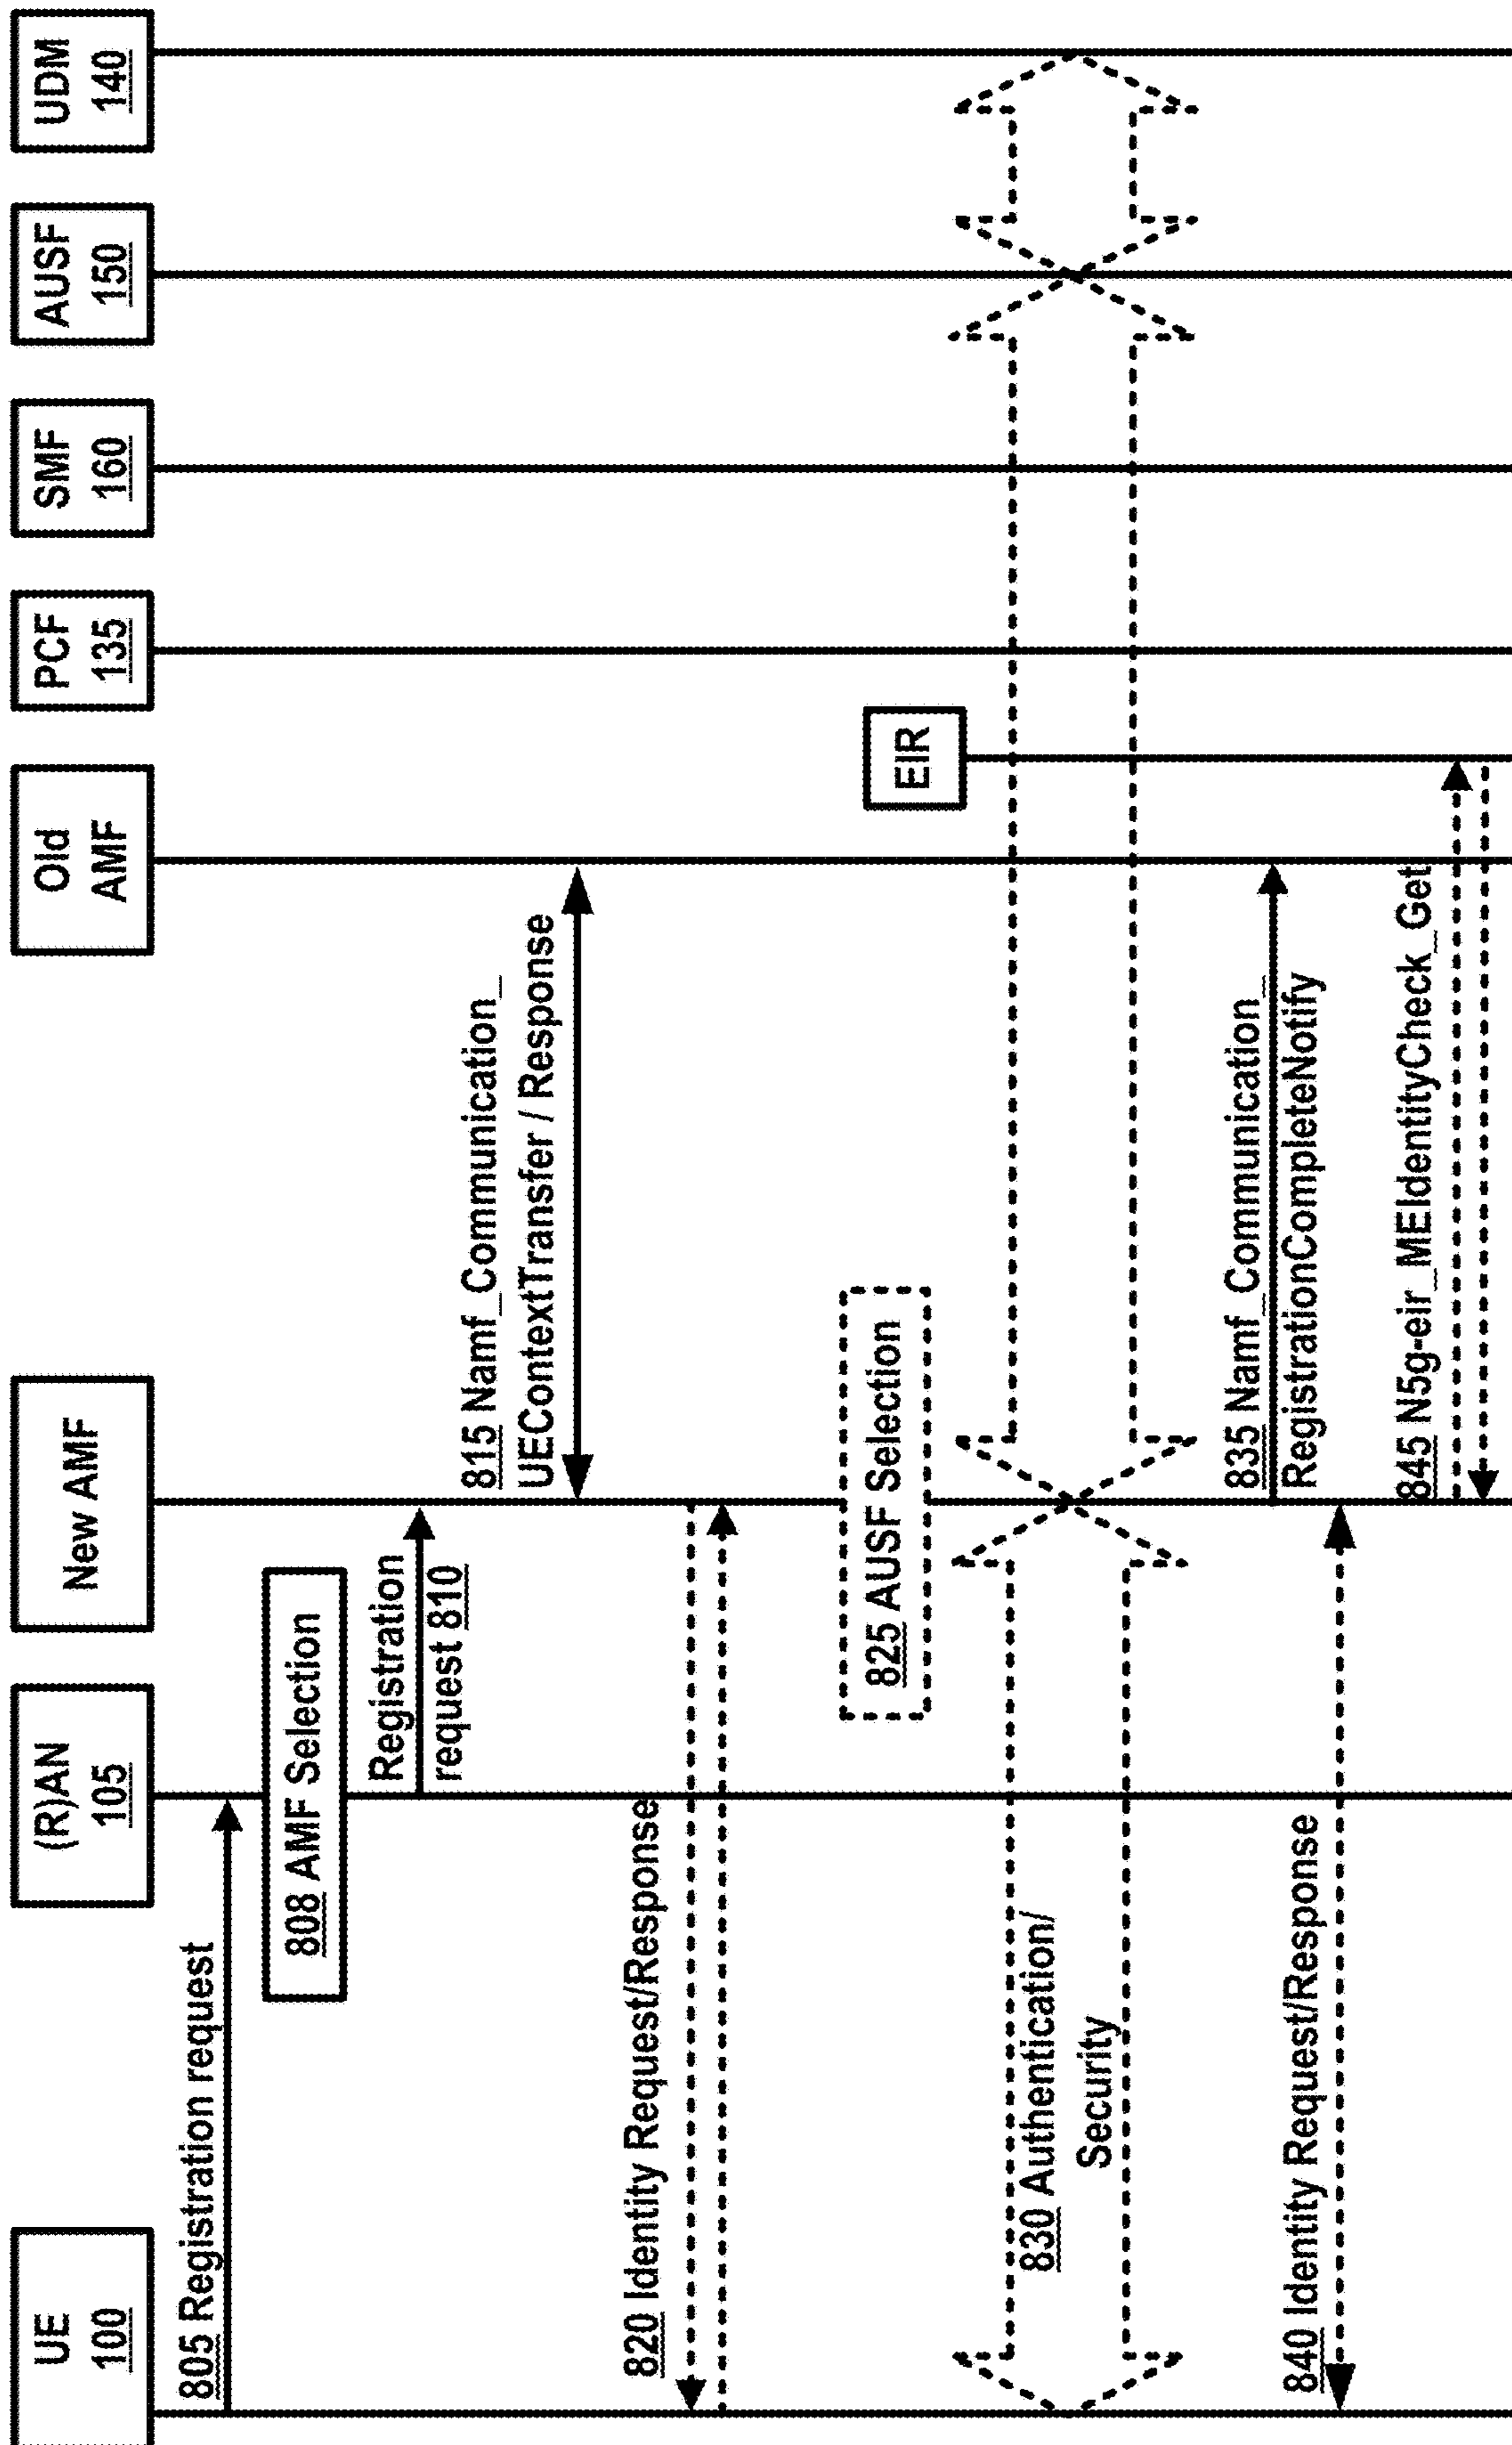 UE
100
(R)AN
105
New AMF
Old
AMF
PCF
135
SMF
160
AUSF
150
UDM
140
805 Registration request
808 AMF Selection
Registration
request 810
815 Namf_Communication_
UEContextTransfer / Response
820 Identity Request/Response
825 AUSF Selection
EIR
830 Authentication/
Security
835 Namf_Communication_
RegistrationCompleteNotify
840 Identity Request/Response
845 N5g-eir_MEIdentityCheck_Get